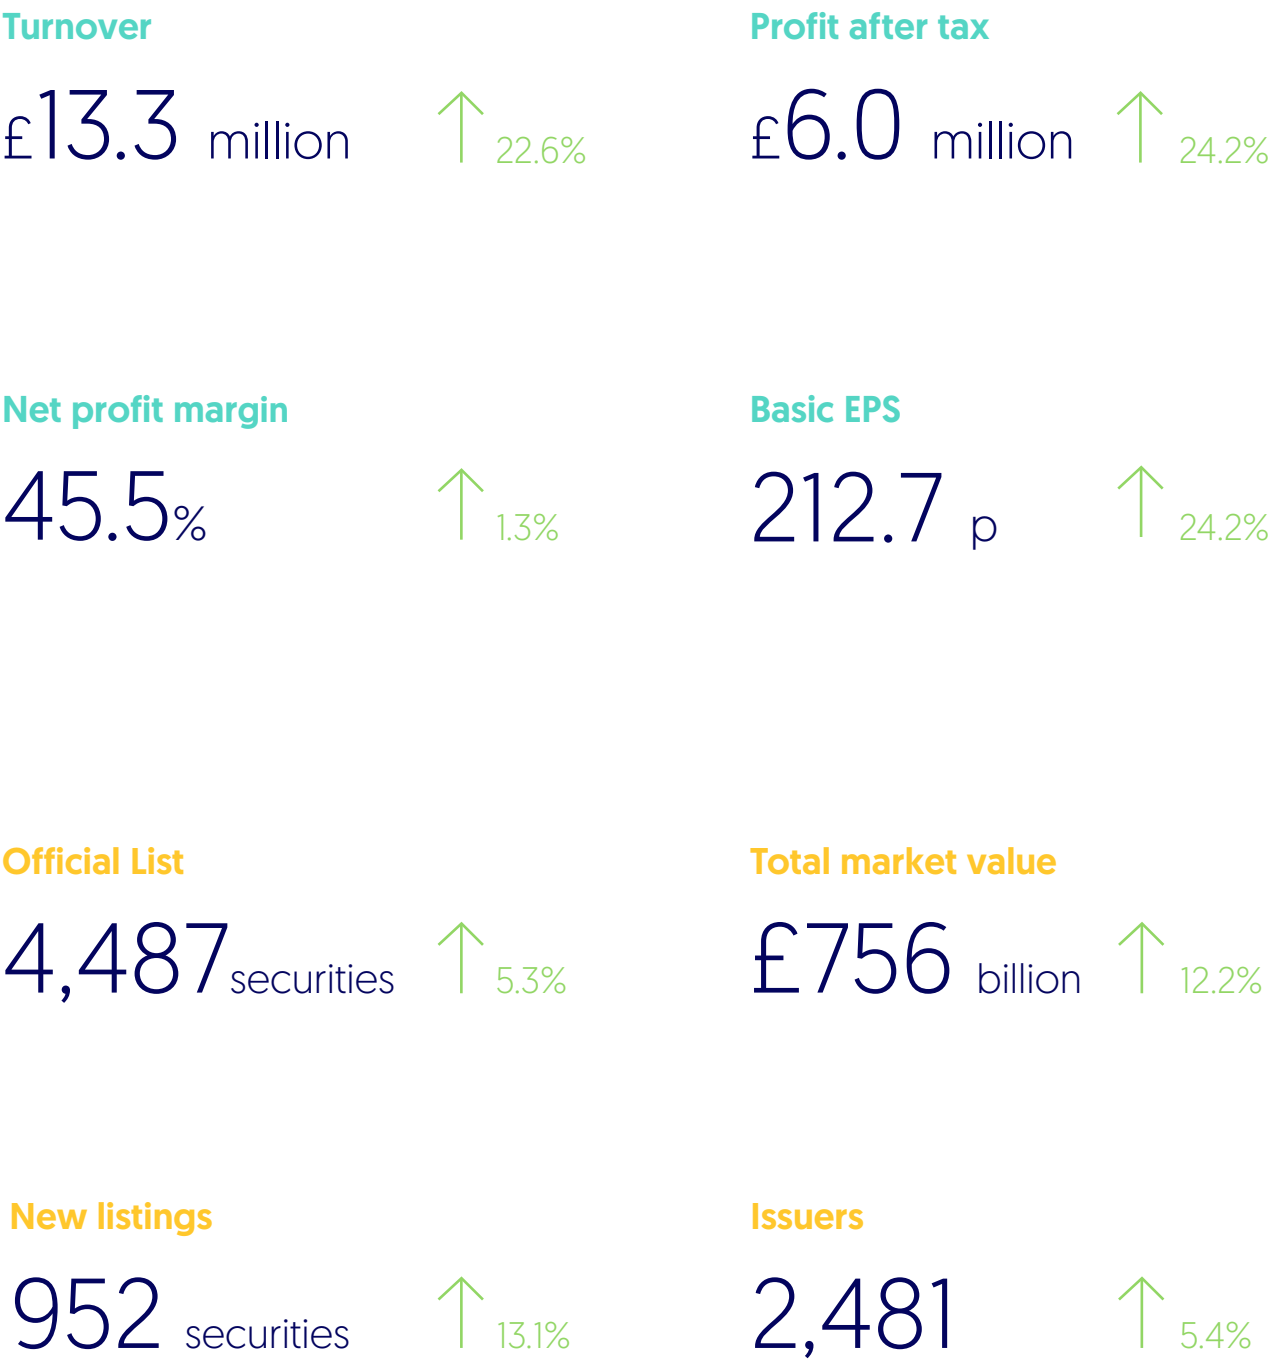 Turnover
£13.3 million 22.6%
Profit after tax
£6.0 million 24.2%
Net profit margin
45.5% 1.3%
Basic EPS
212.7 p 24.2%
Official List
4,487 securities 5.3%
Total market value
£756 billion 12.2%
New listings
952 securities 13.1%
Issuers
2,481 5.4%